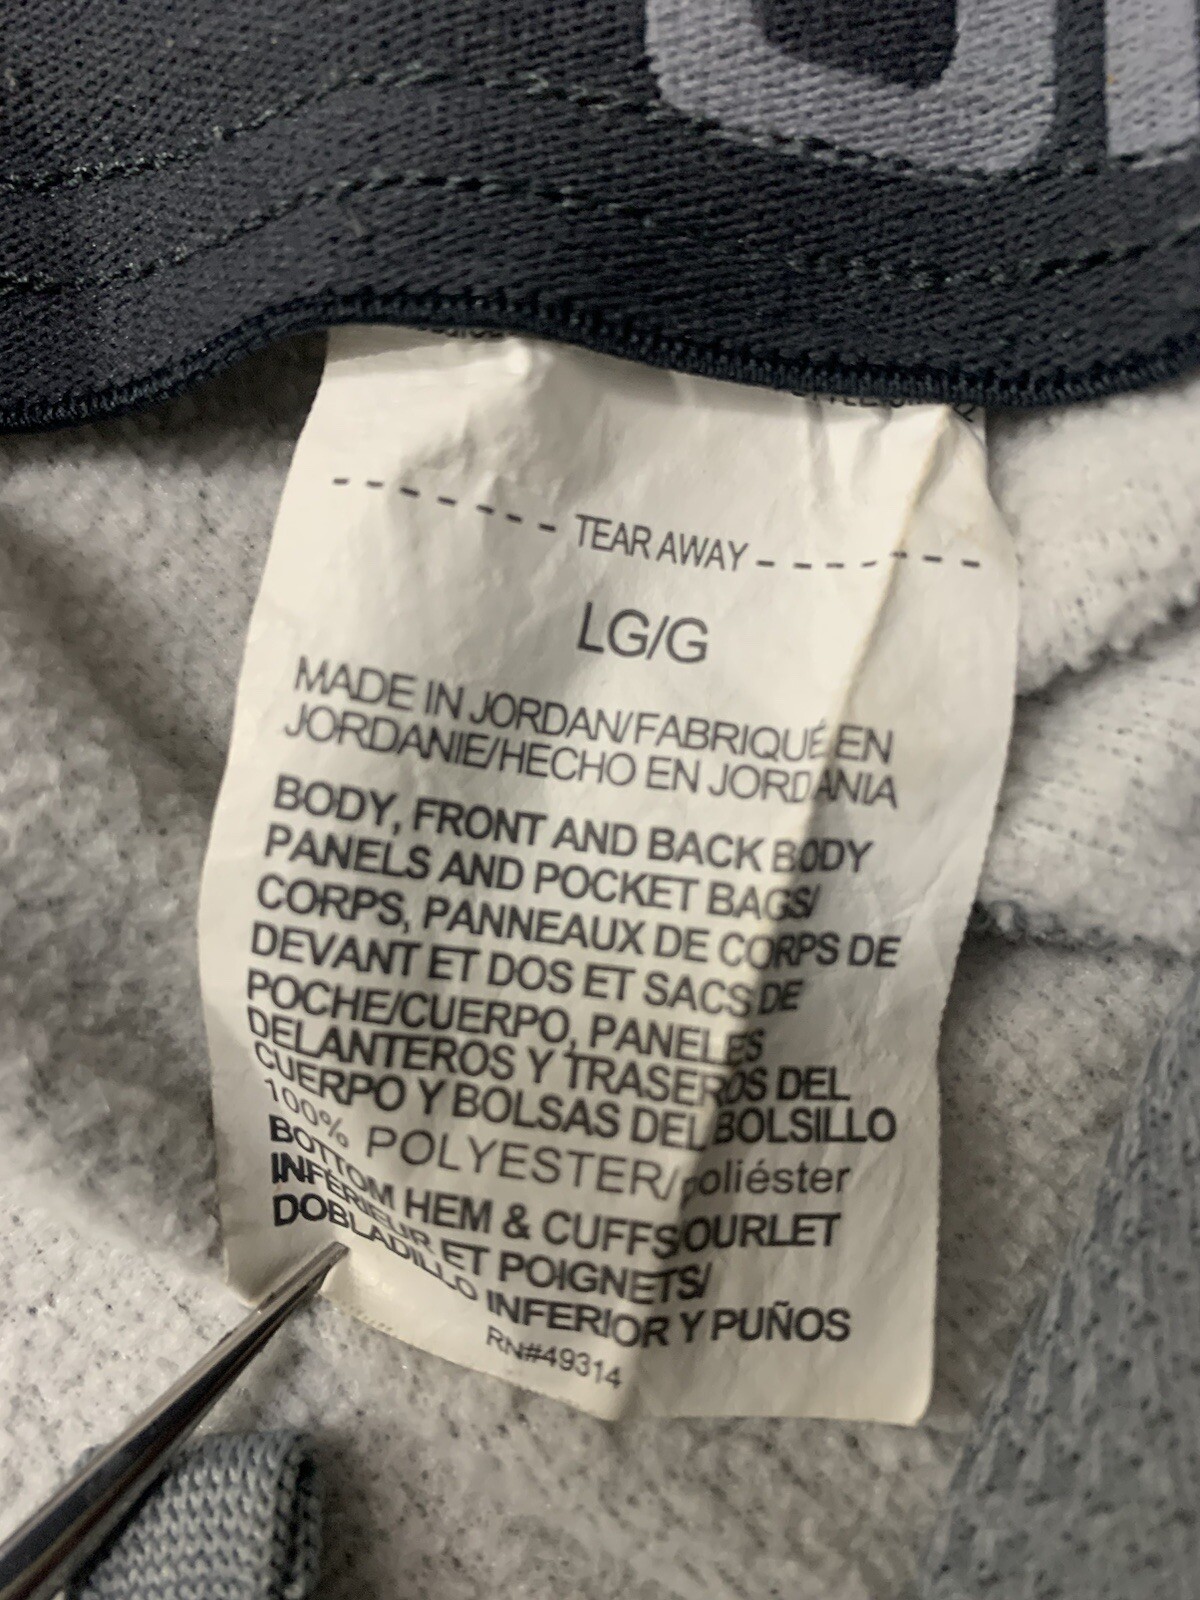 TEAR AWAY
LG/G
MADE IN JORDAN/FABRIQUÉ EN
JORDANIE/HECHO EN JORDANIA
BODY, FRONT AND BACK BODY
PANELS AND POCKET BAGS/
CORPS, PANNEAUX DE CORPS DE
DEVANT ET DOS ET SACS DE
POCHE/CUERPO, PANELES
DELANTEROS Y TRASEROS DEL
CUERPO Y BOLSAS DEL BOLSILLO
100% POLYESTER/poliéster
BOTTOM HEM & CUFFS/OURLET
INFÉRIEUR ET POIGNETS/
DOBLADILLO INFERIOR Y PUÑOS
RN#49314